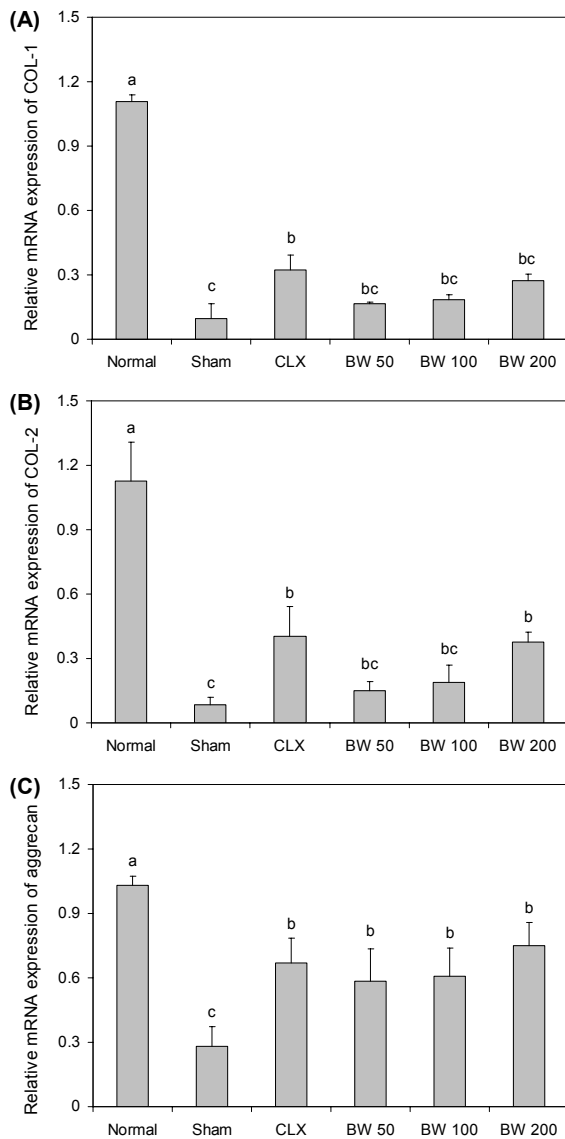 (A)
Relative mRNA expression of COL-1
1.5
1.2
0.9
0.6
0.3
0
a
c
b
bc
bc
bc
Normal Sham CLX BW 50 BW 100 BW 200
(B)
Relative mRNA expression of COL-2
1.5
1.2
0.9
0.6
0.3
0
a
c
b
bc
bc
b
Normal Sham CLX BW 50 BW 100 BW 200
(C)
Relative mRNA expression of aggrecan
1.5
1.2
0.9
0.6
0.3
0
a
c
b
b
b
b
Normal Sham CLX BW 50 BW 100 BW 200